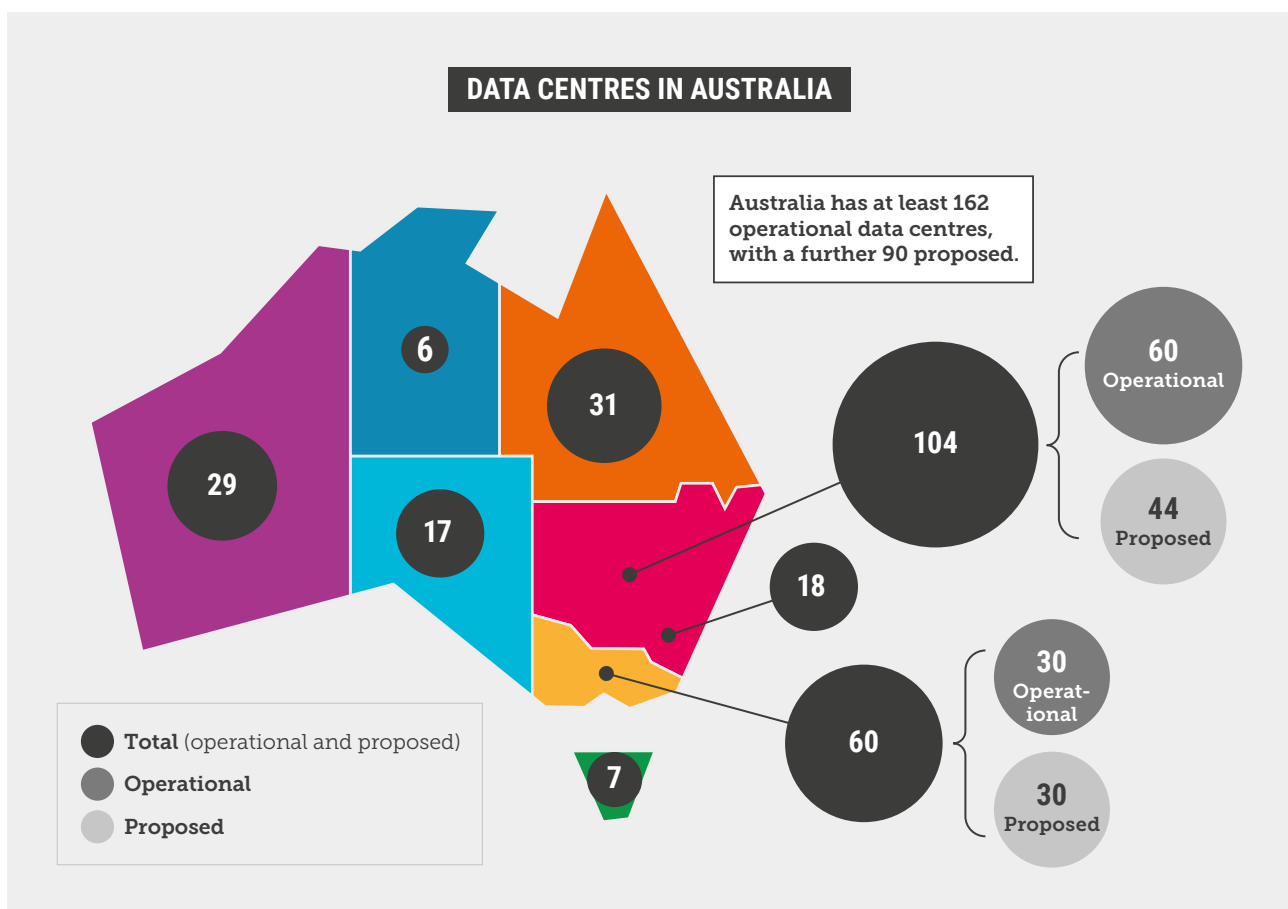 DATA CENTRES IN AUSTRALIA
Australia has at least 162
operational data centres,
with a further 90 proposed.
6
31
29
17
104
60
Operational
44
Proposed
18
60
30
Operat-
ional
30
Proposed
7
Total (operational and proposed)
Operational
Proposed